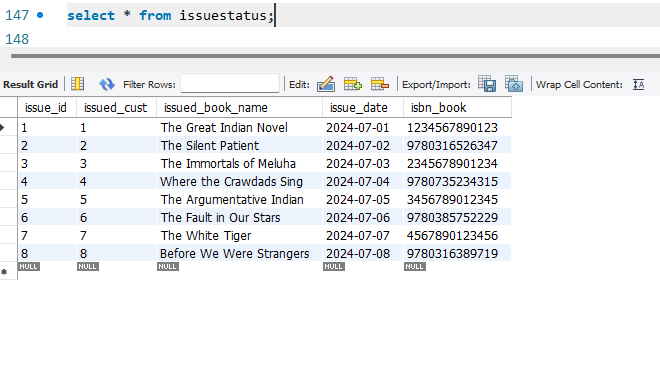 147 select * from issuestatus;
148
Result Grid Filter Rows: Edit: Export/Import: Wrap Cell Content: IA
issue_id issued_cust issued_book_name issue_date isbn_book
1 1 The Great Indian Novel 2024-07-01 1234567890123
2 2 The Silent Patient 2024-07-02 9780316526347
3 3 The Immortals of Meluha 2024-07-03 2345678901234
4 4 Where the Crawdads Sing 2024-07-04 9780735234315
5 5 The Argumentative Indian 2024-07-05 3456789012345
6 6 The Fault in Our Stars 2024-07-06 9780385752229
7 7 The White Tiger 2024-07-07 4567890123456
8 8 Before We Were Strangers 2024-07-08 9780316389719
* NULL NULL NULL NULL NULL